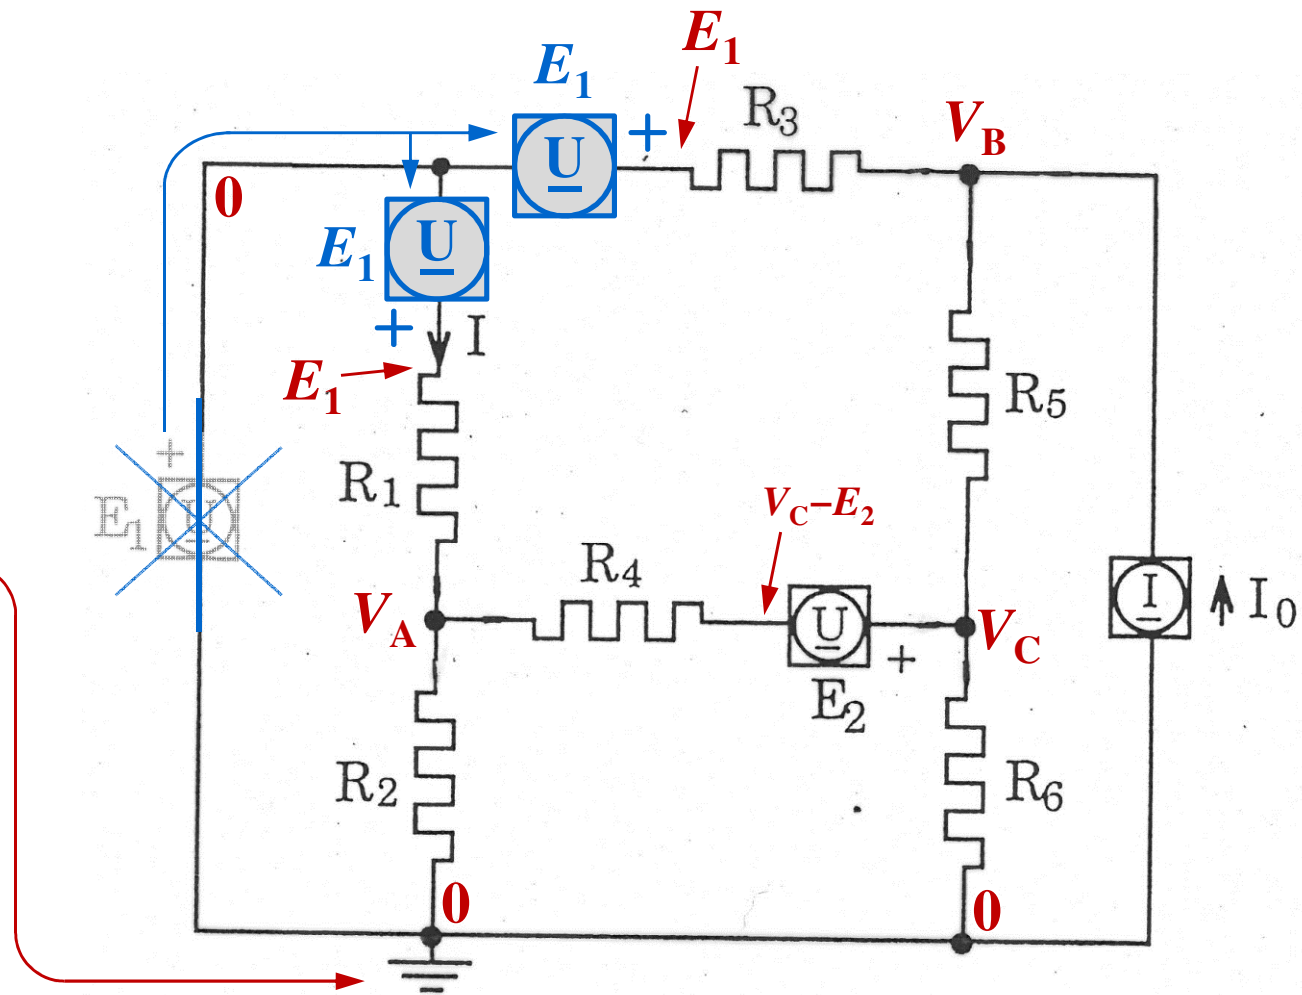 E1
E1
R3
VB
+
U
0
U
E1
+
I
E1
R5
R1
+
E1
U
VC−E2
R4
I
I0
VA
U
VC
+
E2
R2
R6
0
0